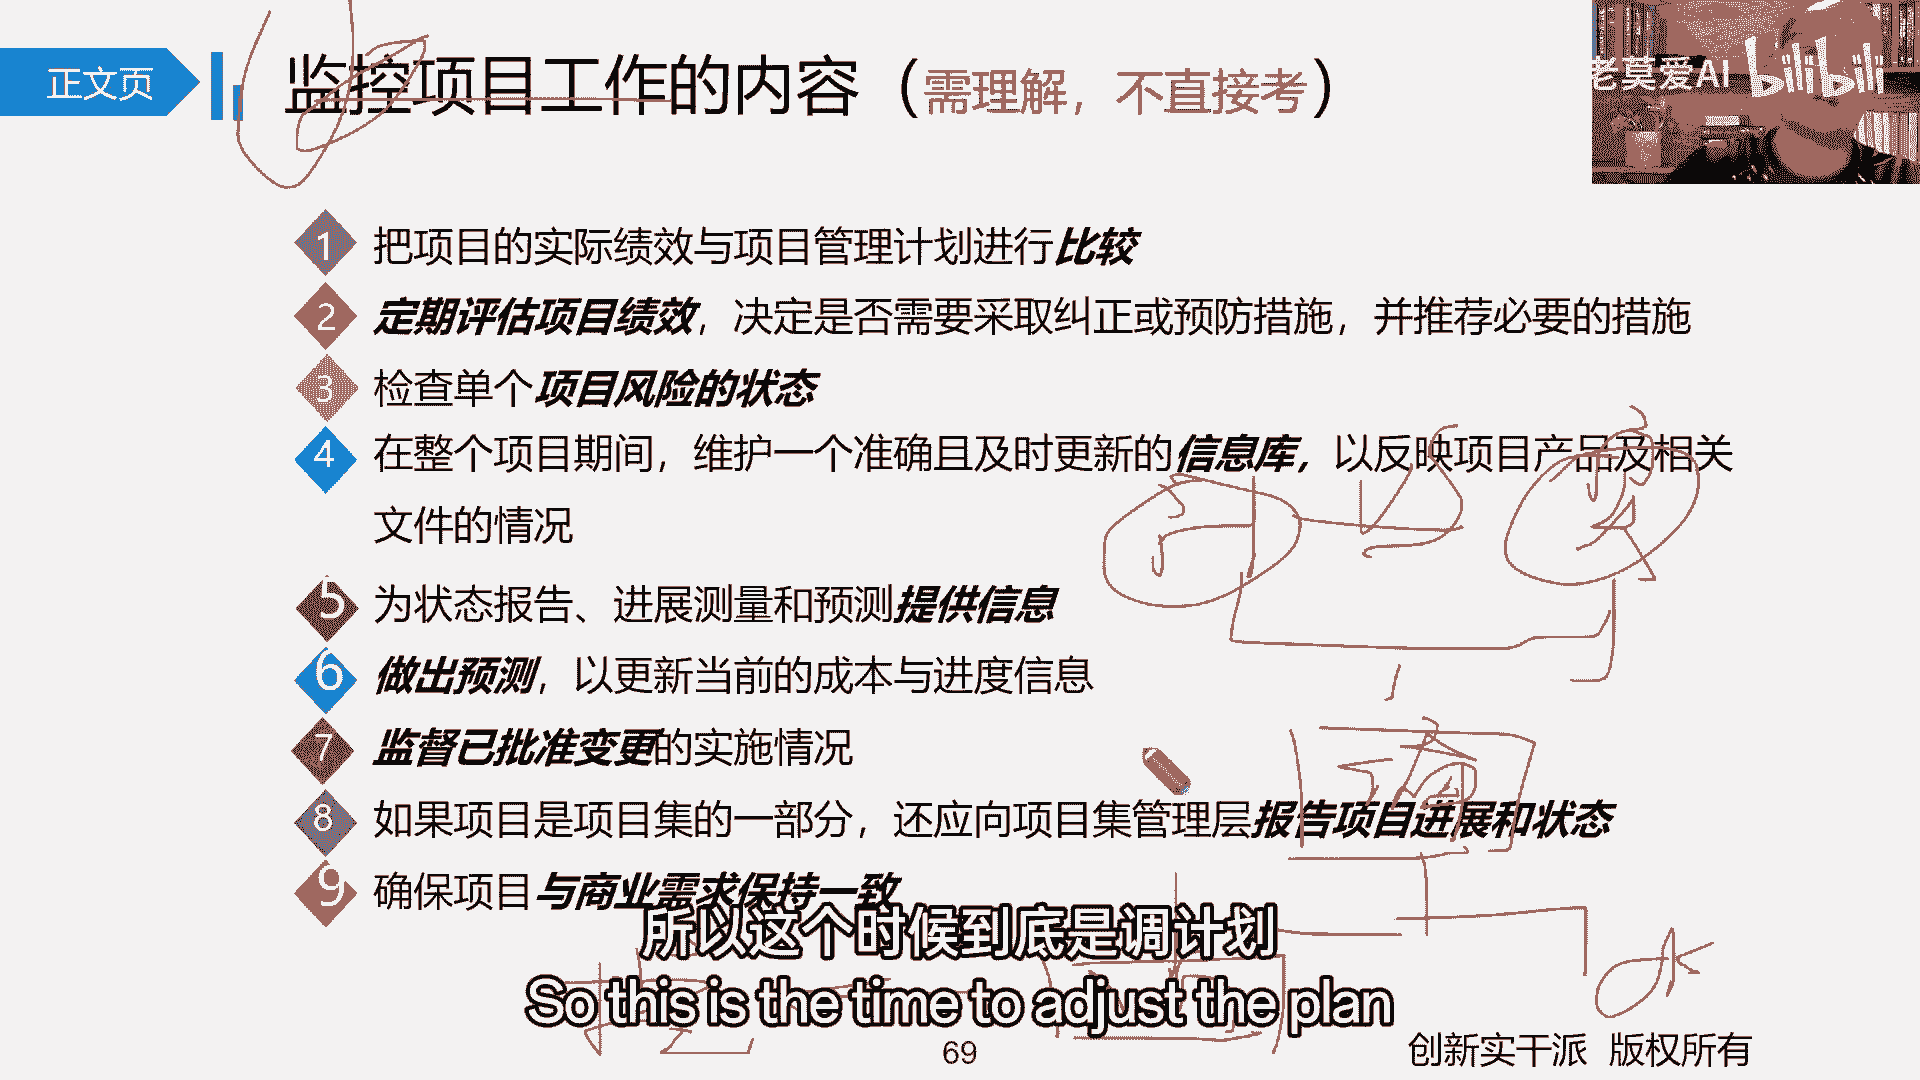 正文页
监控项目工作的内容（需理解，不直接考）
老莫爱AI bilibili
1 把项目的实际绩效与项目管理计划进行比较
2 定期评估项目绩效，决定是否需要采取纠正或预防措施，并推荐必要的措施
3 检查单个项目风险的状态
4 在整个项目期间，维护一个准确且及时更新的信息库，以反映项目产品及相关
文件的情况
5 为状态报告、进展测量和预测提供信息
6 做出预测，以更新当前的成本与进度信息
7 监督已批准变更的实施情况
8 如果项目是项目集的一部分，还应向项目集管理层报告项目进展和状态
9 确保项目与商业需求保持一致
所以这个时候到底是调计划
So this is the time to adjust the plan
69
创新实干派 版权所有